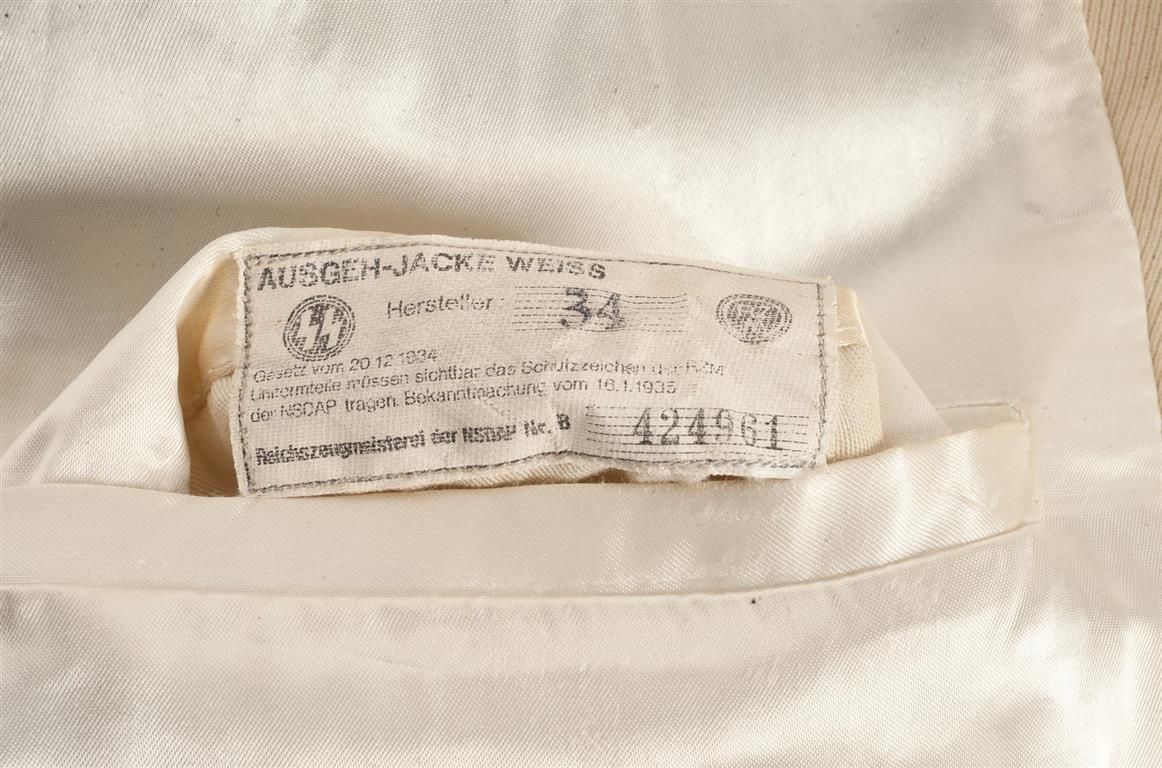 AUSGEH-JACKE WEISS
Hersteller 34
Gesetz vom 20.12.1934
Uniformteile müssen sichtbar das Schutzzeichen der RZM
der NSDAP tragen. Bekanntmachung vom 16.1.1935
Reichszeugmeisterei der NSDAP Nr. B 424961